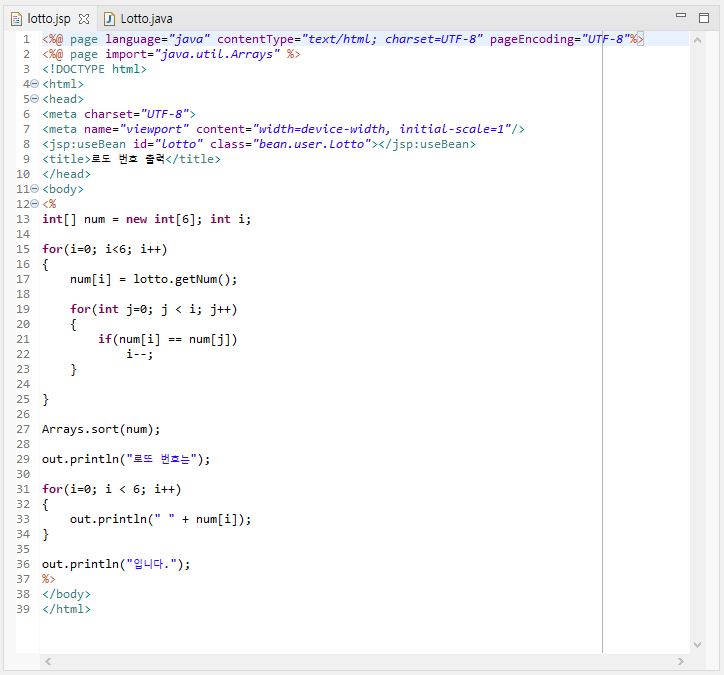 lotto.jsp Lotto.java
1 <%@ page language="java" contentType="text/html; charset=UTF-8" pageEncoding="UTF-8"%>
2 <%@ page import="java.util.Arrays" %>
3 <!DOCTYPE html>
4 <html>
5 <head>
6 <meta charset="UTF-8">
7 <meta name="viewport" content="width=device-width, initial-scale=1"/>
8 <jsp:useBean id="lotto" class="bean.user.Lotto"></jsp:useBean>
9 <title>로도 번호 출력</title>
10 </head>
11 <body>
12 <%
13 int[] num = new int[6]; int i;
14
15 for(i=0; i<6; i++)
16 {
17     num[i] = lotto.getNum();
18
19     for(int j=0; j < i; j++)
20     {
21         if(num[i] == num[j])
22             i--;
23     }
24
25 }
26
27 Arrays.sort(num);
28
29 out.println("로또 번호는");
30
31 for(i=0; i < 6; i++)
32 {
33     out.println(" " + num[i]);
34 }
35
36 out.println("입니다.");
37 %>
38 </body>
39 </html>